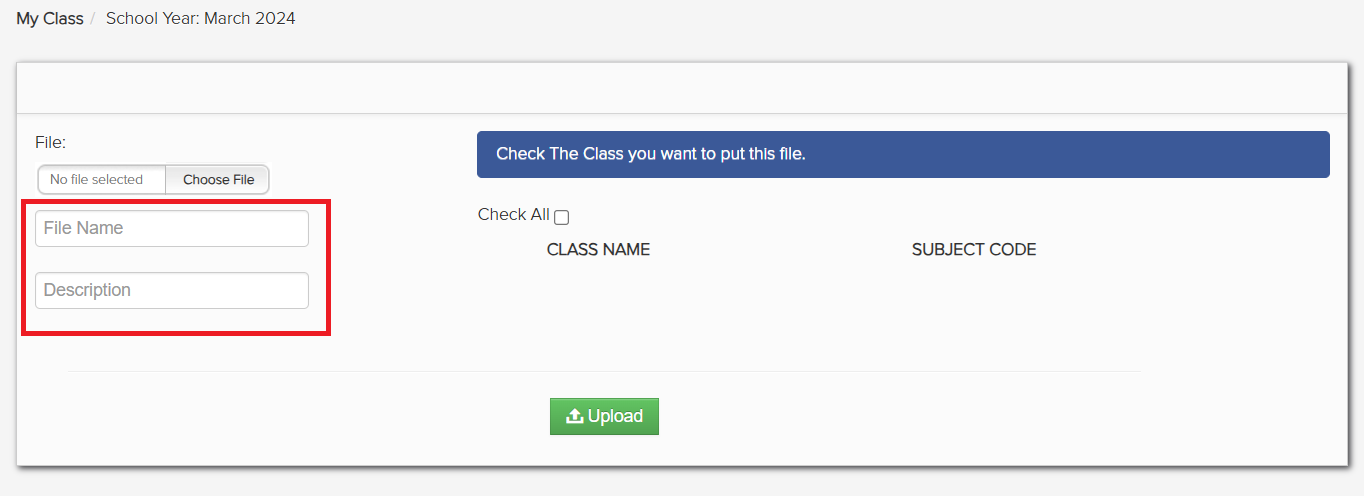 My Class / School Year: March 2024
File:
No file selected Choose File
File Name
Description
Check The Class you want to put this file.
Check All
CLASS NAME SUBJECT CODE
Upload